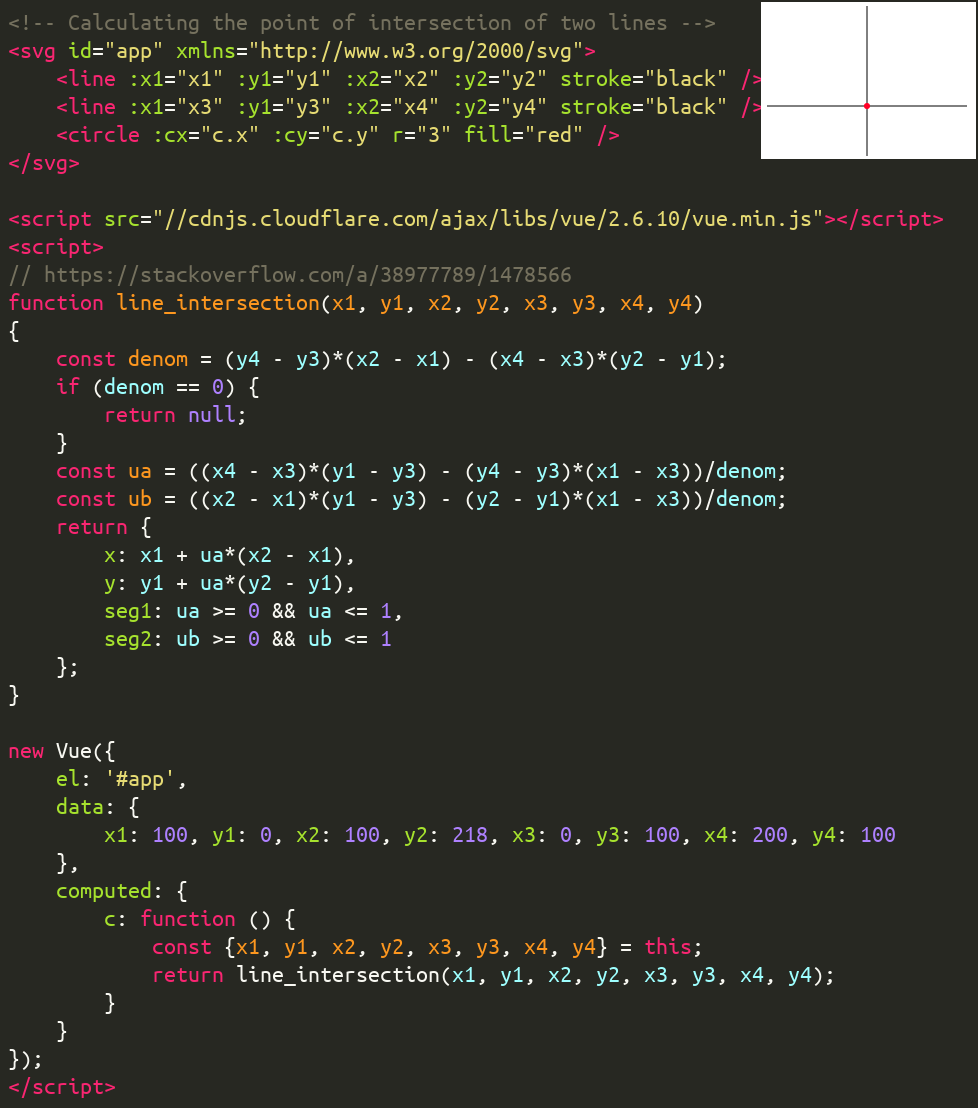 <!-- Calculating the point of intersection of two lines -->
<svg id="app" xmlns="http://www.w3.org/2000/svg">
    <line :x1="x1" :y1="y1" :x2="x2" :y2="y2" stroke="black" />
    <line :x1="x3" :y1="y3" :x2="x4" :y2="y4" stroke="black" />
    <circle :cx="c.x" :cy="c.y" r="3" fill="red" />
</svg>

<script src="//cdnjs.cloudflare.com/ajax/libs/vue/2.6.10/vue.min.js"></script>
<script>
// https://stackoverflow.com/a/38977789/1478566
function line_intersection(x1, y1, x2, y2, x3, y3, x4, y4)
{
    const denom = (y4 - y3)*(x2 - x1) - (x4 - x3)*(y2 - y1);
    if (denom == 0) {
        return null;
    }
    const ua = ((x4 - x3)*(y1 - y3) - (y4 - y3)*(x1 - x3))/denom;
    const ub = ((x2 - x1)*(y1 - y3) - (y2 - y1)*(x1 - x3))/denom;
    return {
        x: x1 + ua*(x2 - x1),
        y: y1 + ua*(y2 - y1),
        seg1: ua >= 0 && ua <= 1,
        seg2: ub >= 0 && ub <= 1
    };
}

new Vue({
    el: '#app',
    data: {
        x1: 100, y1: 0, x2: 100, y2: 218, x3: 0, y3: 100, x4: 200, y4: 100
    },
    computed: {
        c: function () {
            const {x1, y1, x2, y2, x3, y3, x4, y4} = this;
            return line_intersection(x1, y1, x2, y2, x3, y3, x4, y4);
        }
    }
});
</script>